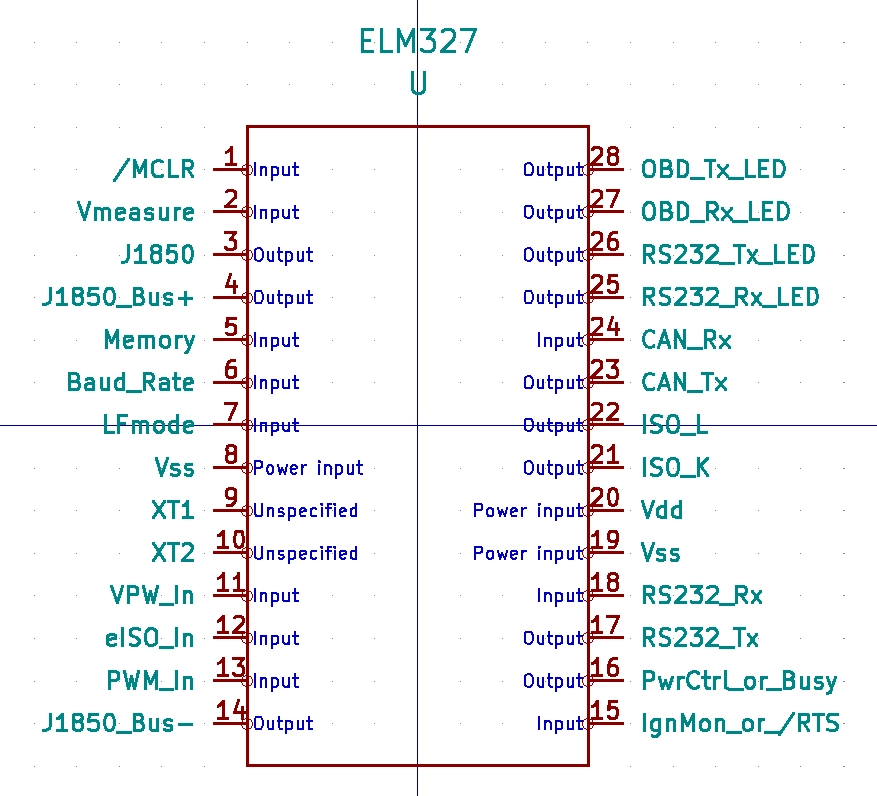 ELM327
U
/MCLR 1 Input Output 28 OBD_Tx_LED
Vmeasure 2 Input Output 27 OBD_Rx_LED
J1850 3 Output Output 26 RS232_Tx_LED
J1850_Bus+ 4 Output Output 25 RS232_Rx_LED
Memory 5 Input Input 24 CAN_Rx
Baud_Rate 6 Input Output 23 CAN_Tx
LFmode 7 Input Output 22 ISO_L
Vss 8 Power input Output 21 ISO_K
XT1 9 Unspecified Power input 20 Vdd
XT2 10 Unspecified Power input 19 Vss
VPW_In 11 Input Input 18 RS232_Rx
eISO_In 12 Input Output 17 RS232_Tx
PWM_In 13 Input Output 16 PwrCtrl_or_Busy
J1850_Bus- 14 Output Input 15 IgnMon_or_/RTS